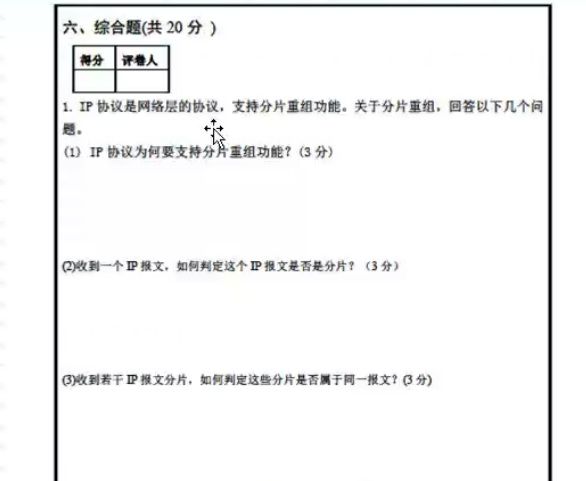 六、综合题(共 20 分 )
得分 评卷人
1. IP 协议是网络层的协议，支持分片重组功能。关于分片重组，回答以下几个问
题。
(1) IP 协议为何要支持分片重组功能？(3 分)
(2)收到一个 IP 报文，如何判定这个 IP 报文是否是分片？（3 分）
(3)收到若干 IP 报文分片，如何判定这些分片是否属于同一报文？(3 分)